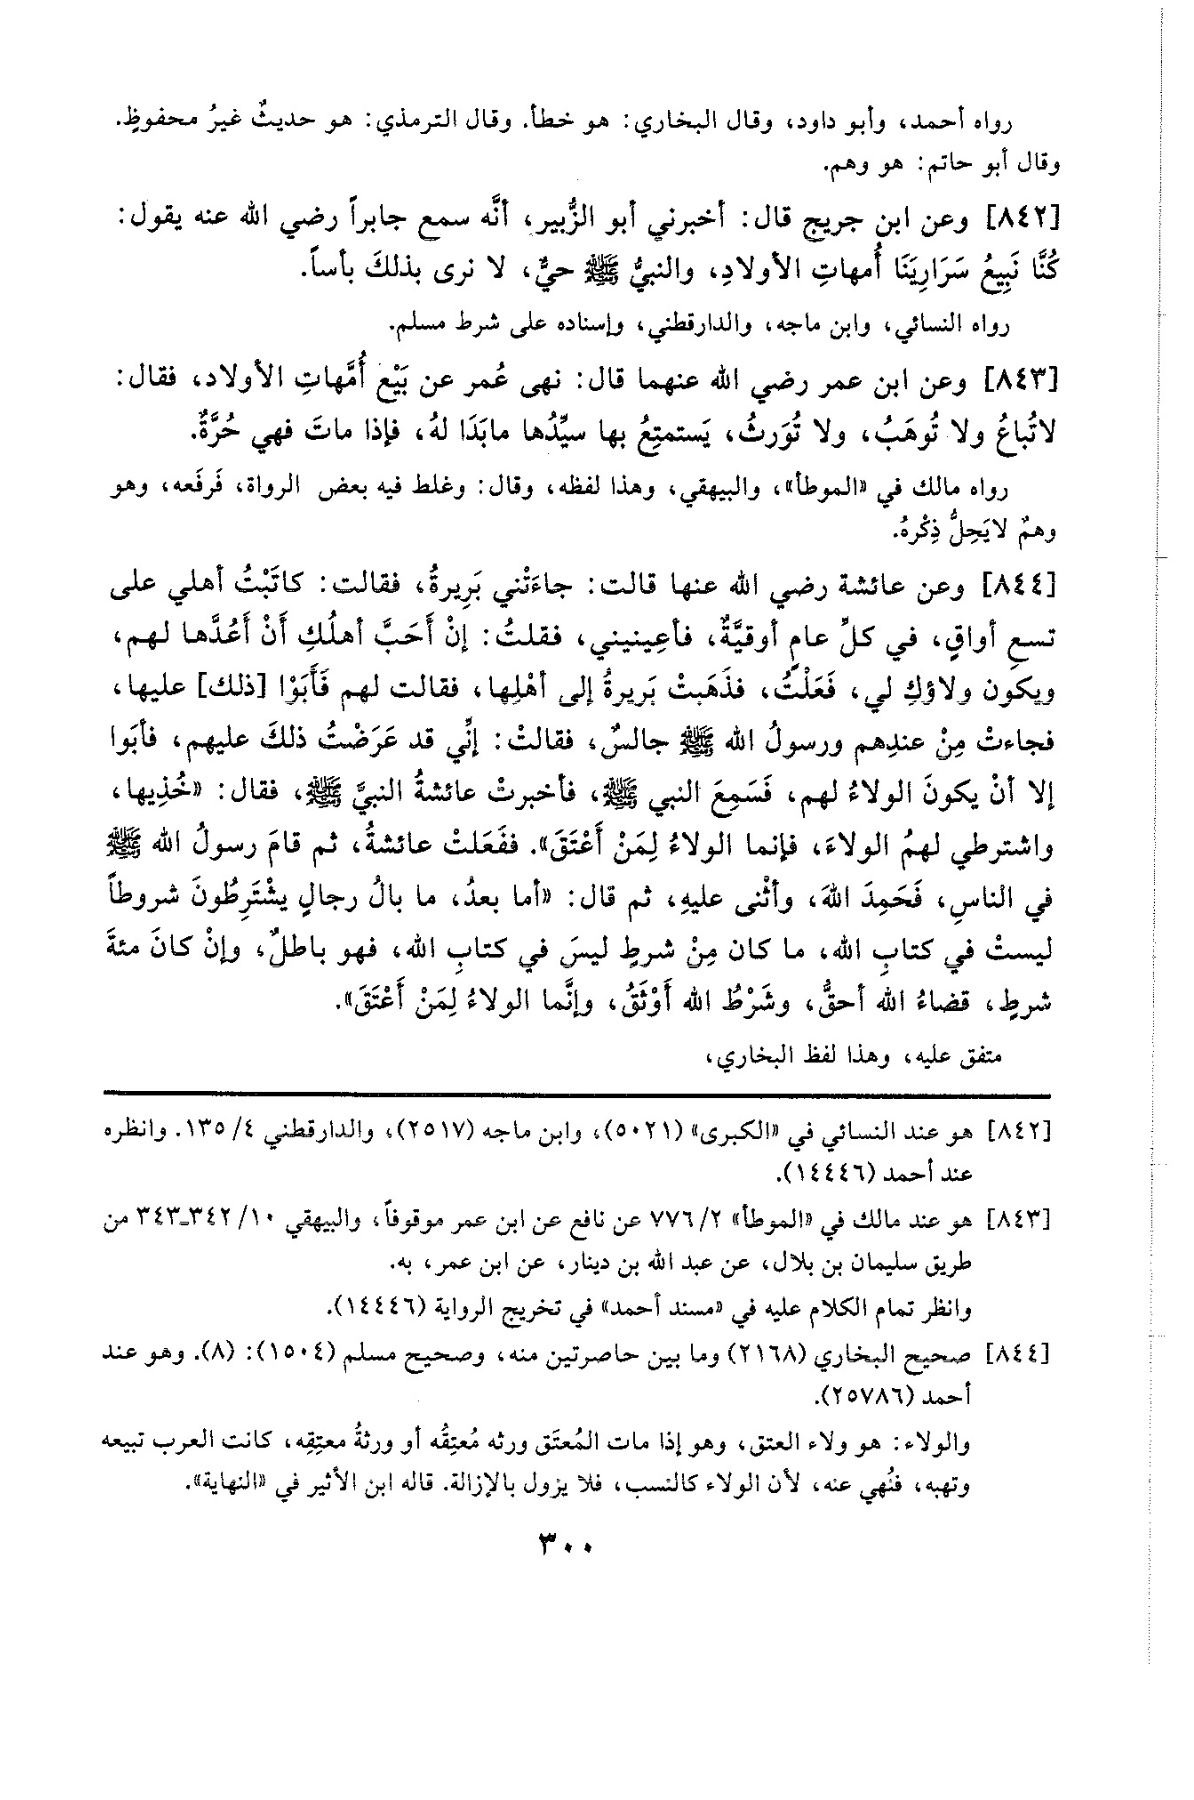 رواه أحمد، وأبو داود، وقال البخاري: هو خطأ. وقال الترمذي: هو حديثٌ غيرُ محفوظٍ.
وقال أبو حاتم: هو وهم.
[٨٤٢] وعن ابن جريج قال: أخبرني أبو الزُّبير، أنَّه سمع جابراً رضي الله عنه يقول:
كُنَّا نَبِيعُ سَرَارِيَنَا أُمهاتِ الأولادِ، والنبيُّ ﷺ حيٌّ، لا نرى بذلكَ بأساً.
رواه النسائي، وابن ماجه، والدارقطني، وإسناده على شرط مسلم.
[٨٤٣] وعن ابن عمر رضي الله عنهما قال: نهى عُمر عن بَيْع أُمَّهاتِ الأولاد، فقال:
لاتُباعُ ولا تُوهَبُ، ولا تُوَرثُ، يَستمتِعُ بها سيِّدُها مابَدَا لهُ، فإذا ماتَ فهي حُرَّةٌ.
رواه مالك في «الموطأ»، والبيهقي، وهذا لفظه، وقال: وغلط فيه بعض الرواة، فَرفَعه، وهو
وهمٌ لايَحِلُّ ذِكْرهُ.
[٨٤٤] وعن عائشة رضي الله عنها قالت: جاءَتْني بَرِيرةُ، فقالت: كاتَبْتُ أهلي على
تسعِ أواقٍ، في كلِّ عامٍ أوقيَّةٌ، فأعِينيني، فقلتُ: إنْ أَحَبَّ أهلُكِ أَنْ أَعُدَّها لهم،
ويكون ولاؤكِ لي، فَعَلْتُ، فذَهَبتْ بَريرةُ إلى أهْلِها، فقالت لهم فَأَبَوْا [ذلك] عليها،
فجاءتْ مِنْ عندِهم ورسولُ الله ﷺ جالسٌ، فقالتْ: إنِّي قد عَرَضْتُ ذلكَ عليهم، فأبَوا
إلا أنْ يكونَ الولاءُ لهم، فَسَمِعَ النبي ﷺ، فأخبرتْ عائشةُ النبيَّ ﷺ، فقال: «خُذِيها،
واشترطي لهمُ الولاءَ، فإنما الولاءُ لِمَنْ أَعْتَقَ». ففَعَلتْ عائشةُ، ثم قامَ رسولُ الله ﷺ
في الناسِ، فَحَمِدَ اللهَ، وأثْنى عليهِ، ثم قال: «أما بعدُ، ما بالُ رجالٍ يشْتَرِطُونَ شروطاً
ليستْ في كتابِ الله، ما كان مِنْ شرطٍ ليسَ في كتابِ الله، فهو باطلٌ، وإنْ كانَ مئةَ
شرطٍ، قضاءُ الله أحقُّ، وشَرْطُ الله أَوْثَقُ، وإنَّما الولاءُ لِمَنْ أَعْتَقَ».
متفق عليه، وهذا لفظ البخاري،
[٨٤٢] هو عند النسائي في «الكبرى» (٥٠٢١)، وابن ماجه (٢٥١٧)، والدارقطني ٤/ ١٣٥. وانظره
عند أحمد (١٤٤٤٦).
[٨٤٣] هو عند مالك في «الموطأ» ٢/ ٧٧٦ عن نافع عن ابن عمر موقوفاً، والبيهقي ١٠/ ٣٤٢ـ٣٤٣ من
طريق سليمان بن بلال، عن عبد الله بن دينار، عن ابن عمر، به.
وانظر تمام الكلام عليه في «مسند أحمد» في تخريج الرواية (١٤٤٤٦).
[٨٤٤] صحيح البخاري (٢١٦٨) وما بين حاصرتين منه، وصحيح مسلم (١٥٠٤): (٨). وهو عند
أحمد (٢٥٧٨٦).
والولاء: هو ولاء العتق، وهو إذا مات المُعتَق ورثه مُعتِقُه أو ورثةُ معتِقِه، كانت العرب تبيعه
وتهبه، فنُهي عنه، لأن الولاء كالنسب، فلا يزول بالإزالة. قاله ابن الأثير في «النهاية».
٣٠٠